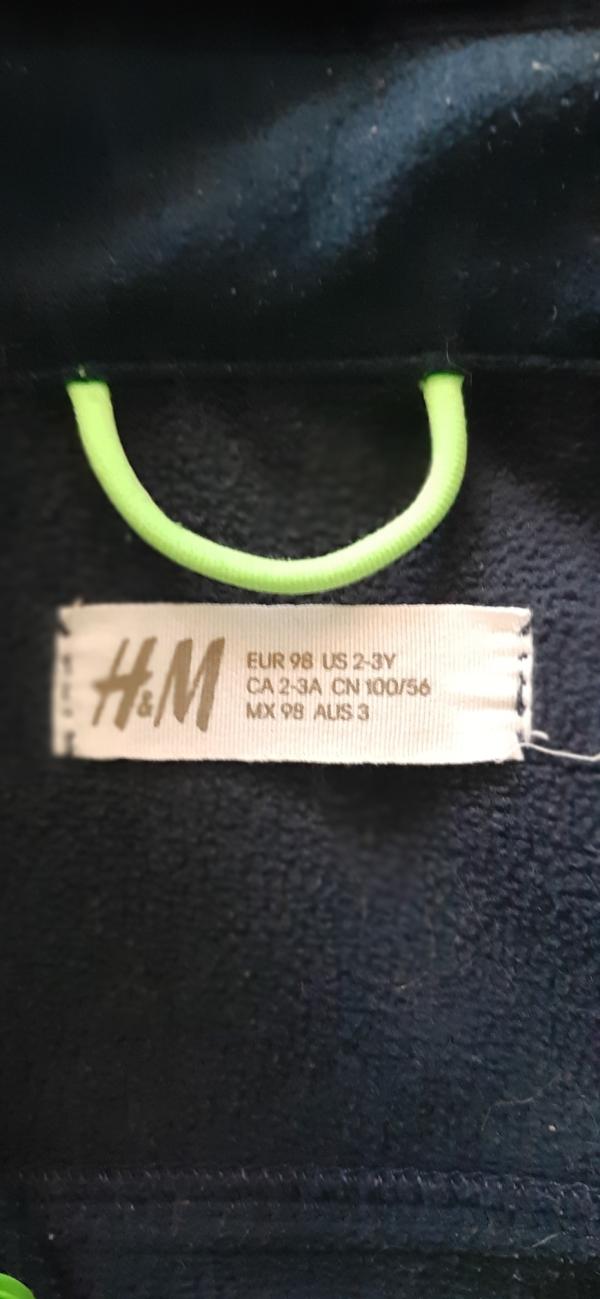 H&M
EUR 98 US 2-3Y
CA 2-3A CN 100/56
MX 98 AUS 3